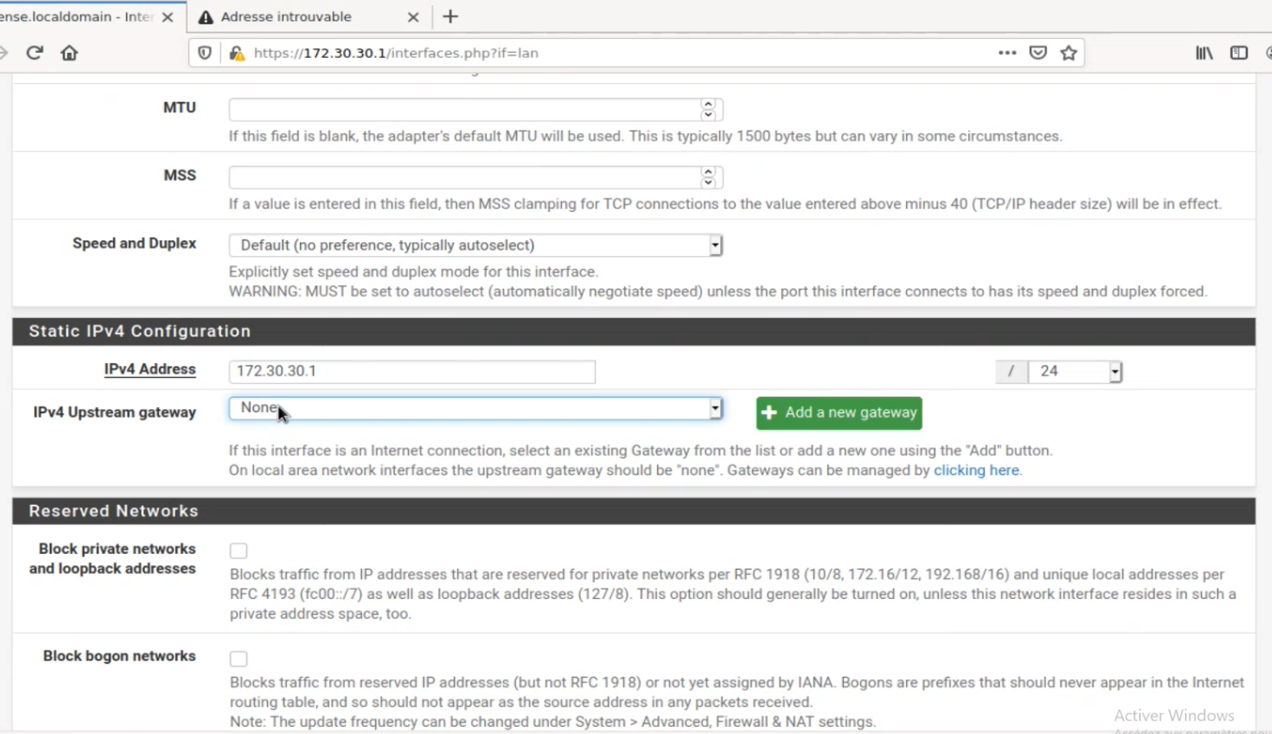 ense.localdomain - Inter
Adresse introuvable
https://172.30.30.1/interfaces.php?if=lan
MTU
If this field is blank, the adapter's default MTU will be used. This is typically 1500 bytes but can vary in some circumstances.
MSS
If a value is entered in this field, then MSS clamping for TCP connections to the value entered above minus 40 (TCP/IP header size) will be in effect.
Speed and Duplex
Default (no preference, typically autoselect)
Explicitly set speed and duplex mode for this interface.
WARNING: MUST be set to autoselect (automatically negotiate speed) unless the port this interface connects to has its speed and duplex forced.
Static IPv4 Configuration
IPv4 Address
172.30.30.1
/
24
IPv4 Upstream gateway
None
Add a new gateway
If this interface is an Internet connection, select an existing Gateway from the list or add a new one using the "Add" button.
On local area network interfaces the upstream gateway should be "none". Gateways can be managed by clicking here.
Reserved Networks
Block private networks
and loopback addresses
Blocks traffic from IP addresses that are reserved for private networks per RFC 1918 (10/8, 172.16/12, 192.168/16) and unique local addresses per
RFC 4193 (fc00::/7) as well as loopback addresses (127/8). This option should generally be turned on, unless this network interface resides in such a
private address space, too.
Block bogon networks
Blocks traffic from reserved IP addresses (but not RFC 1918) or not yet assigned by IANA. Bogons are prefixes that should never appear in the Internet
routing table, and so should not appear as the source address in any packets received.
Note: The update frequency can be changed under System > Advanced, Firewall & NAT settings.
Activer Windows